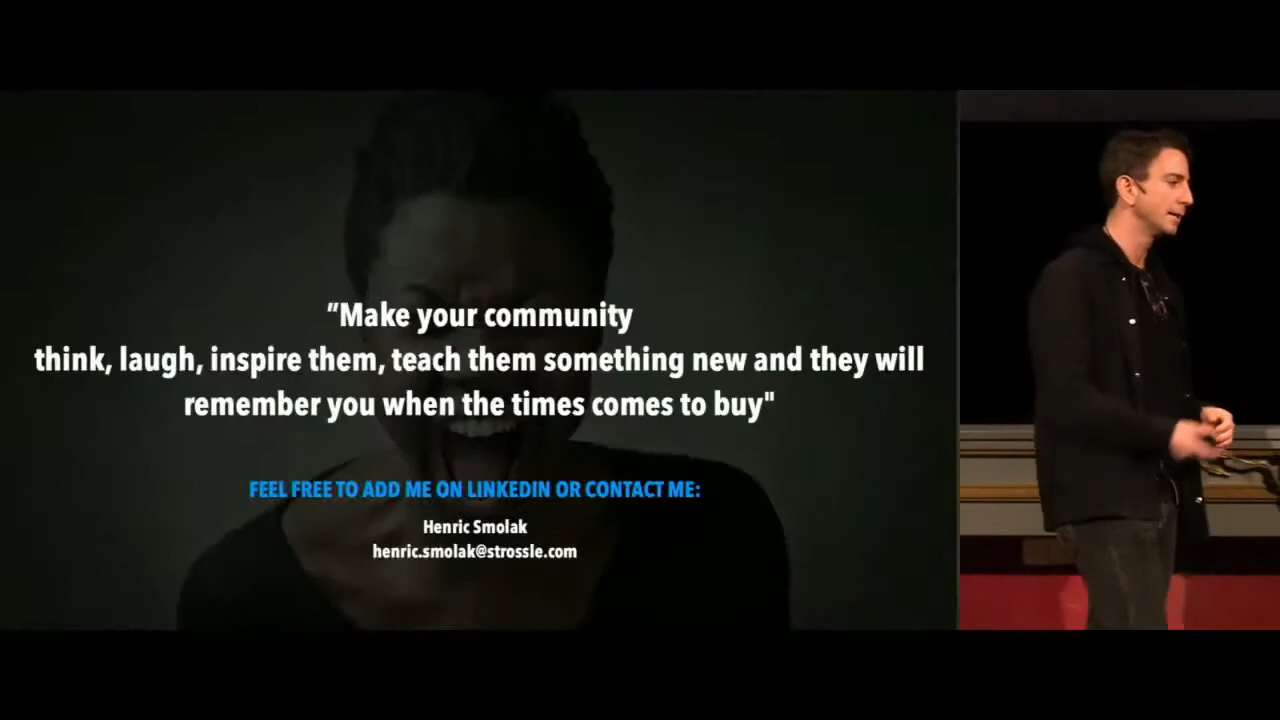 “Make your community
think, laugh, inspire them, teach them something new and they will
remember you when the times comes to buy"
FEEL FREE TO ADD ME ON LINKEDIN OR CONTACT ME:
Henric Smolak
henric.smolak@strossle.com